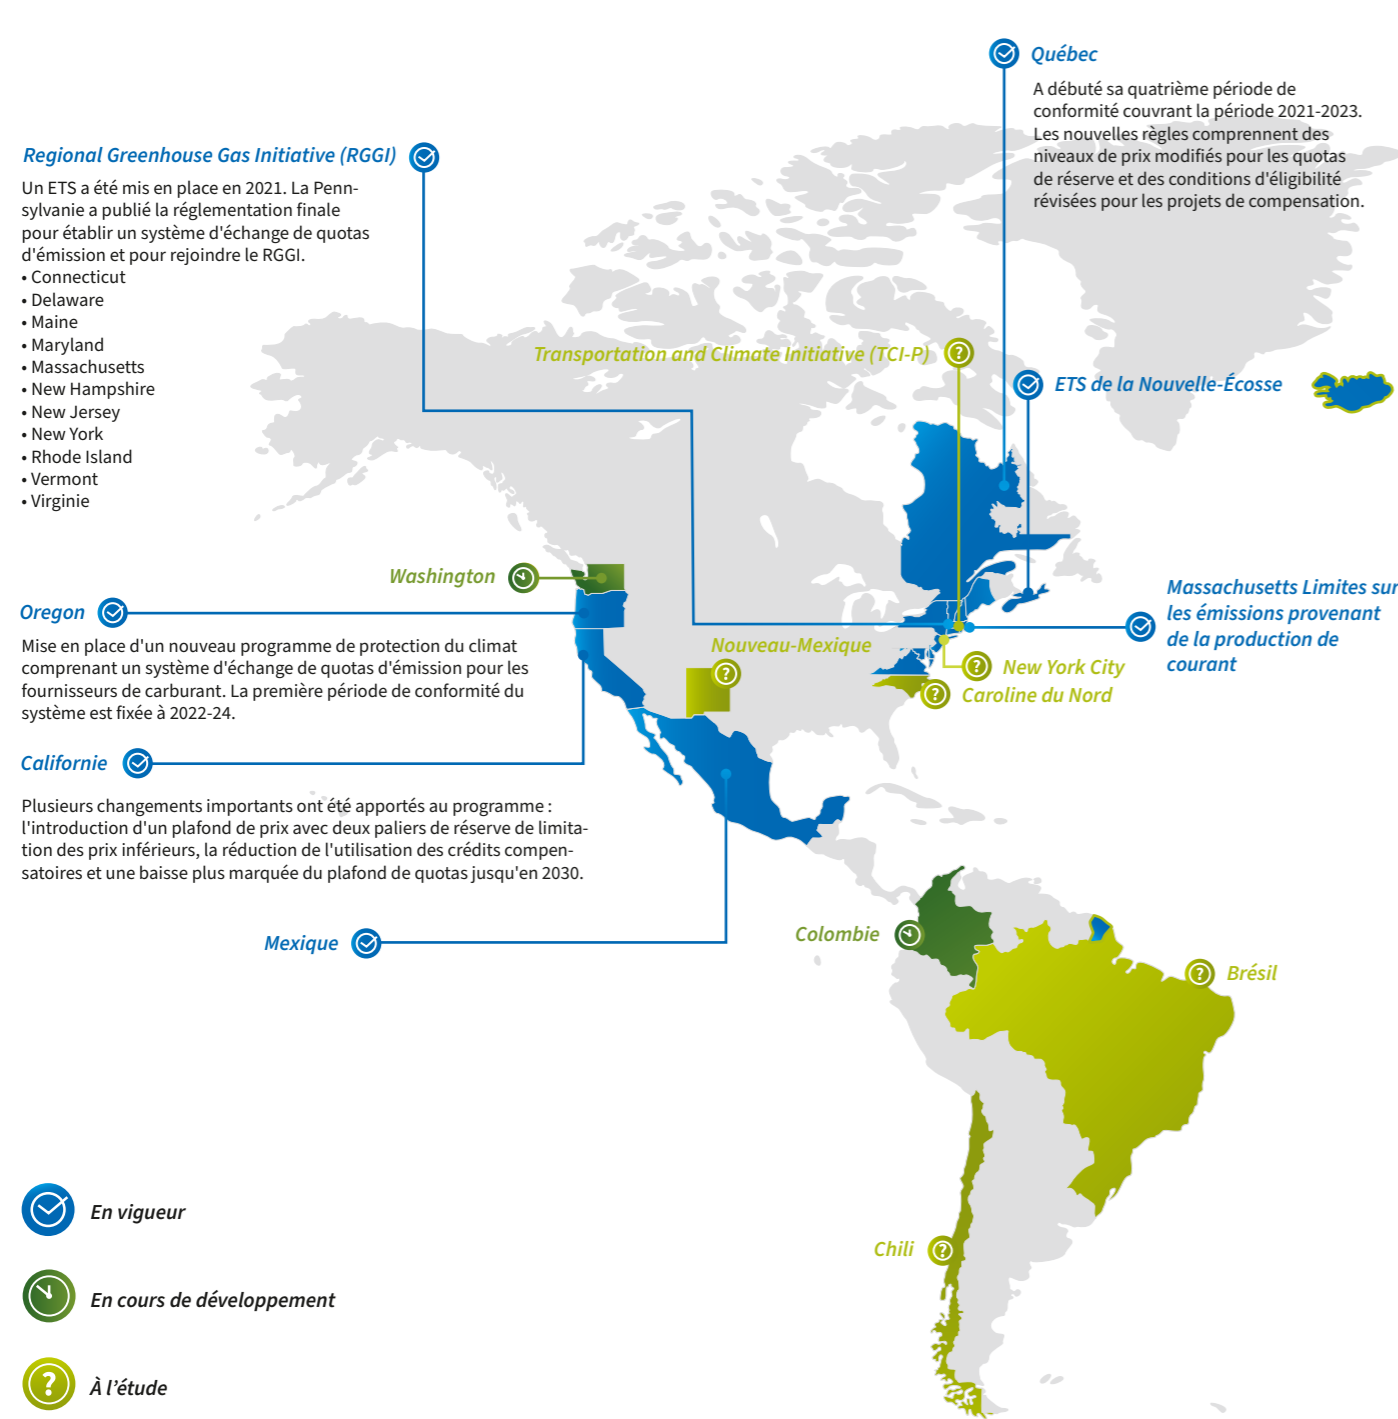 Québec
A débuté sa quatrième période de
conformité couvrant la période 2021-2023.
Les nouvelles règles comprennent des
niveaux de prix modifiés pour les quotas
de réserve et des conditions d'éligibilité
révisées pour les projets de compensation.
Regional Greenhouse Gas Initiative (RGGI)
Un ETS a été mis en place en 2021. La Penn-
sylvanie a publié la réglementation finale
pour établir un système d'échange de quotas
d'émission et pour rejoindre le RGGI.
• Connecticut
• Delaware
• Maine
• Maryland
• Massachusetts
• New Hampshire
• New Jersey
• New York
• Rhode Island
• Vermont
• Virginie
Transportation and Climate Initiative (TCI-P)
?
ETS de la Nouvelle-Écosse
Washington
Oregon
Mise en place d'un nouveau programme de protection du climat
comprenant un système d'échange de quotas d'émission pour les
fournisseurs de carburant. La première période de conformité du
système est fixée à 2022-24.
Massachusetts Limites sur
les émissions provenant
de la production de
courant
Nouveau-Mexique
?
? New York City
? Caroline du Nord
Californie
Plusieurs changements importants ont été apportés au programme :
l'introduction d'un plafond de prix avec deux paliers de réserve de limita-
tion des prix inférieurs, la réduction de l'utilisation des crédits compen-
satoires et une baisse plus marquée du plafond de quotas jusqu'en 2030.
Mexique
Colombie
? Brésil
Chili ?
En vigueur
En cours de développement
? À l'étude